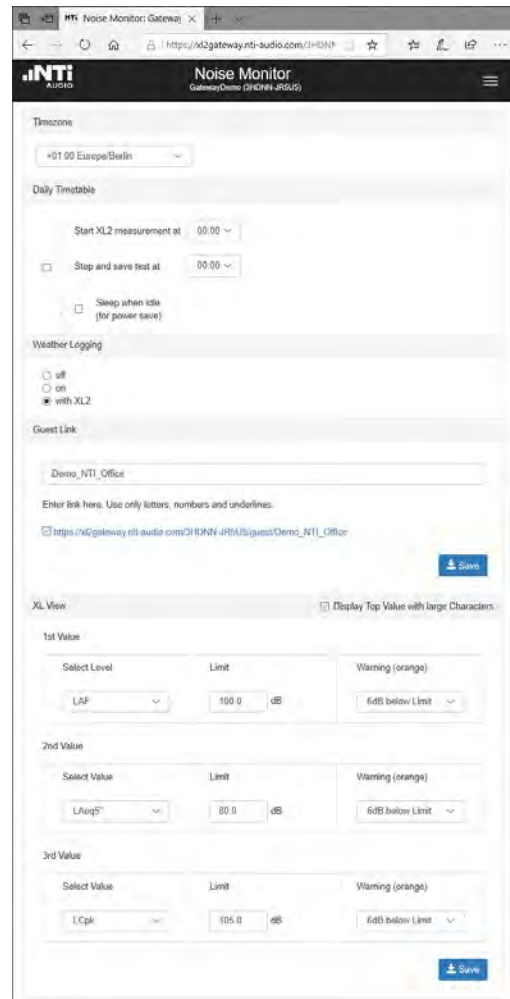 NTi Noise Monitor: Gateway
https://xl2gateway.nti-audio.com/3HDNN
NTi AUDIO
Noise Monitor
GatewayDemo (3HDNN-JR5U5)
Timezone
+01:00 Europe/Berlin
Daily Timetable
Start XL2 measurement at 00:00
Stop and save test at 00:00
Sleep when idle
(for power save)
Weather Logging
off
on
with XL2
Guest Link
Demo_NTI_Office
Enter link here. Use only letters, numbers and underlines.
https://xl2gateway.nti-audio.com/3HDNN-JR5U5/guest/Demo_NTI_Office
Save
XL View Display Top Value with large Characters
1st Value
Select Level Limit Warning (orange)
LAF 100.0 dB 6dB below Limit
2nd Value
Select Value Limit Warning (orange)
LAeq5" 80.0 dB 6dB below Limit
3rd Value
Select Value Limit Warning (orange)
LCpk 105.0 dB 6dB below Limit
Save